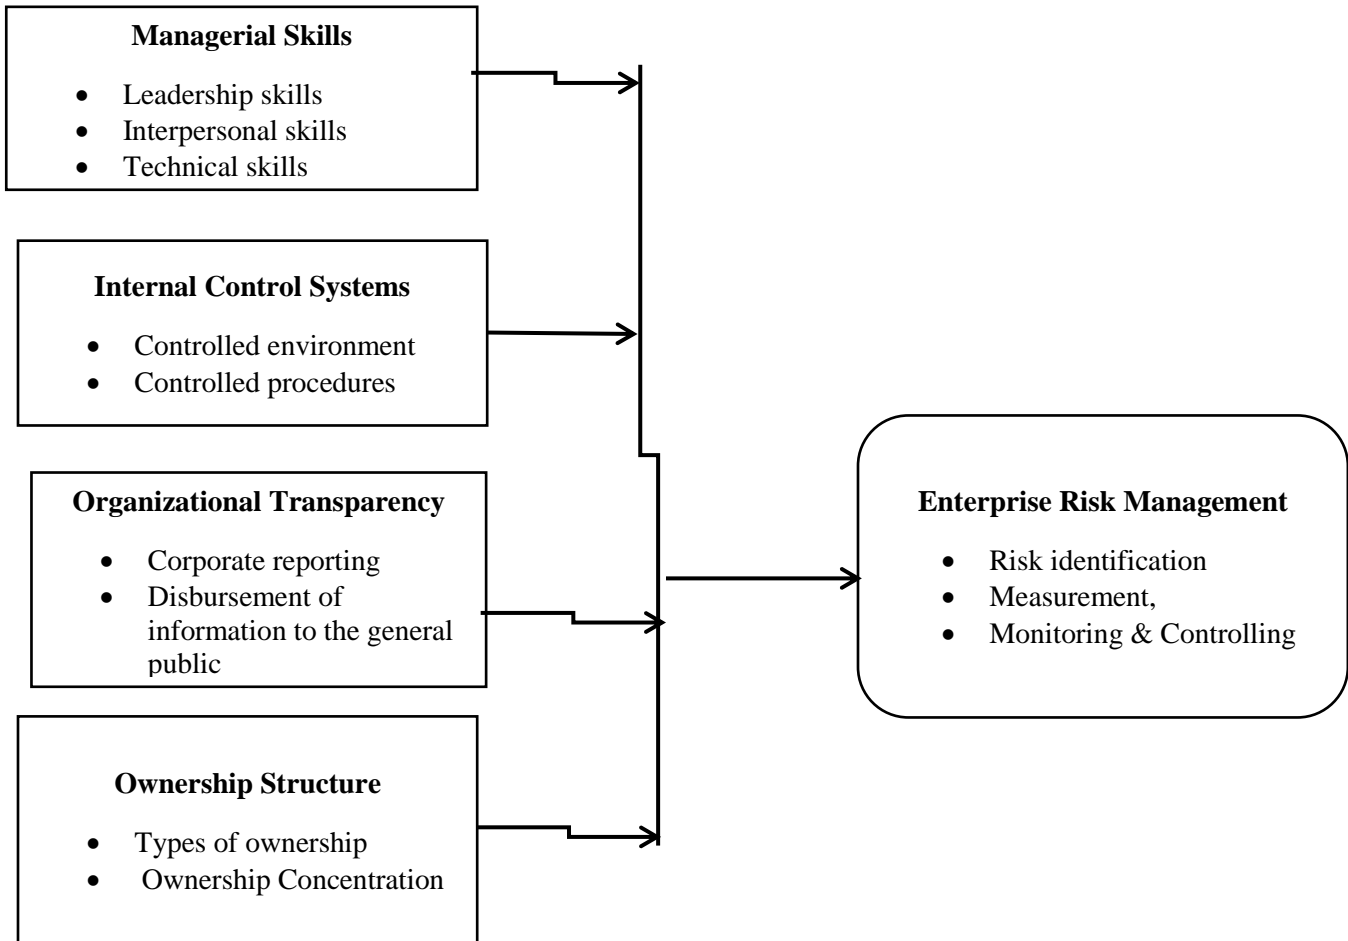 Managerial Skills
• Leadership skills
• Interpersonal skills
• Technical skills
Internal Control Systems
• Controlled environment
• Controlled procedures
Organizational Transparency
• Corporate reporting
• Disbursement of
information to the general
public
Ownership Structure
• Types of ownership
• Ownership Concentration
Enterprise Risk Management
• Risk identification
• Measurement,
• Monitoring & Controlling